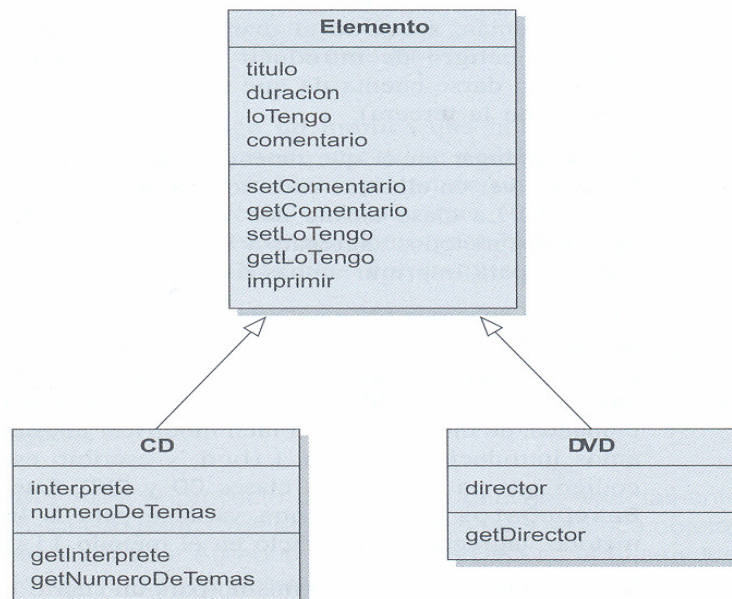 Elemento
titulo
duracion
loTengo
comentario
setComentario
getComentario
setLoTengo
getLoTengo
imprimir
CD
interprete
numeroDeTemas
getInterprete
getNumeroDeTemas
DVD
director
getDirector